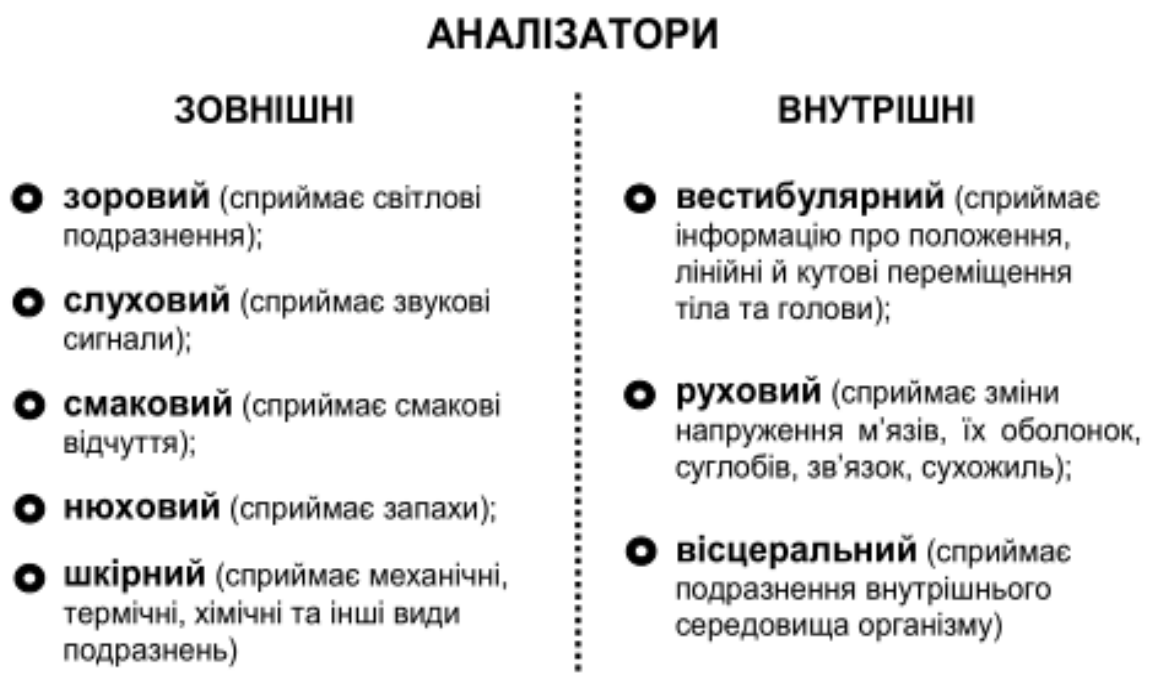 АНАЛІЗАТОРИ
ЗОВНІШНІ
зоровий (сприймає світлові
подразнення);
слуховий (сприймає звукові
сигнали);
смаковий (сприймає смакові
відчуття);
нюховий (сприймає запахи);
шкірний (сприймає механічні,
термічні, хімічні та інші види
подразнень)
ВНУТРІШНІ
вестибулярний (сприймає
інформацію про положення,
лінійні й кутові переміщення
тіла та голови);
руховий (сприймає зміни
напруження м'язів, їх оболонок,
суглобів, зв'язок, сухожиль);
вісцеральний (сприймає
подразнення внутрішнього
середовища організму)